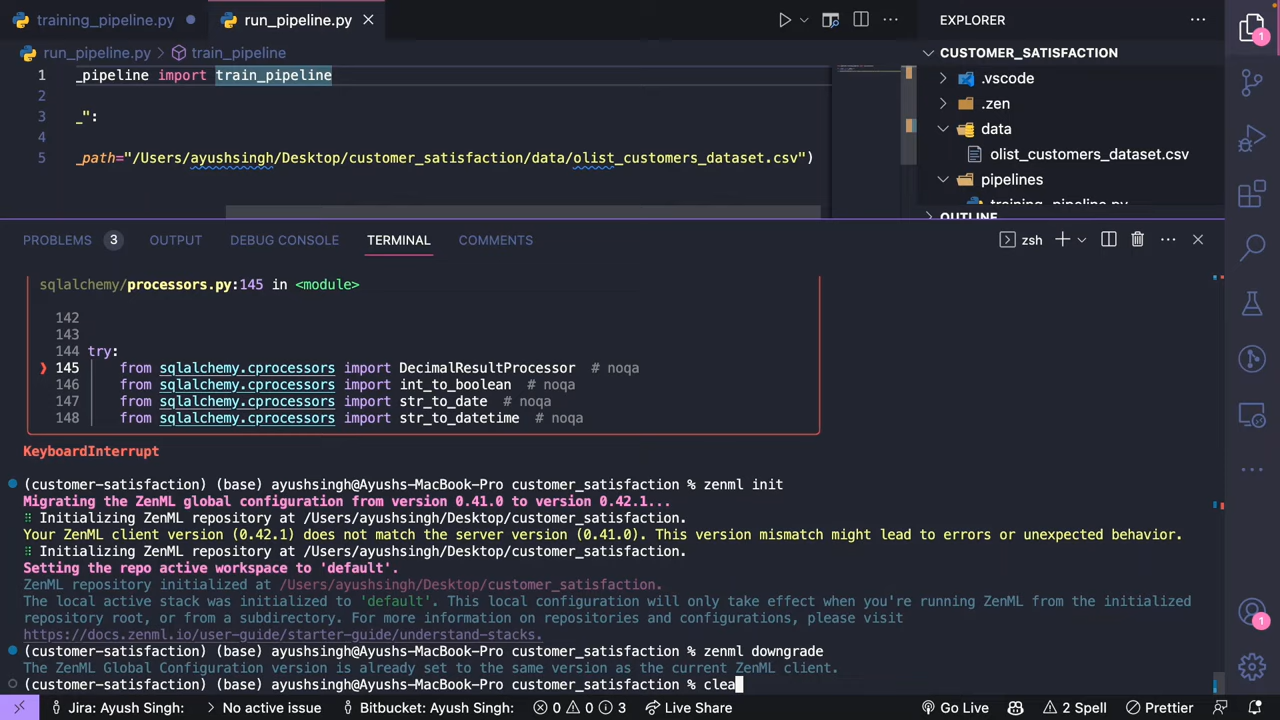 training_pipeline.py
run_pipeline.py
EXPLORER
run_pipeline.py > train_pipeline
CUSTOMER_SATISFACTION
1 _pipeline import train_pipeline
2
3 _":
4
5 _path="/Users/ayushsingh/Desktop/customer_satisfaction/data/olist_customers_dataset.csv")
.vscode
.zen
data
olist_customers_dataset.csv
pipelines
training_pipeline.py
OUTLINE
PROBLEMS 3 OUTPUT DEBUG CONSOLE TERMINAL COMMENTS
zsh
sqlalchemy/processors.py:145 in <module>
142
143
144 try:
❱ 145 from sqlalchemy.cprocessors import DecimalResultProcessor # noqa
146 from sqlalchemy.cprocessors import int_to_boolean # noqa
147 from sqlalchemy.cprocessors import str_to_date # noqa
148 from sqlalchemy.cprocessors import str_to_datetime # noqa
KeyboardInterrupt
(customer-satisfaction) (base) ayushsingh@Ayushs-MacBook-Pro customer_satisfaction % zenml init
Migrating the ZenML global configuration from version 0.41.0 to version 0.42.1...
⠸ Initializing ZenML repository at /Users/ayushsingh/Desktop/customer_satisfaction.
Your ZenML client version (0.42.1) does not match the server version (0.41.0). This version mismatch might lead to errors or unexpected behavior.
⠸ Initializing ZenML repository at /Users/ayushsingh/Desktop/customer_satisfaction.
Setting the repo active workspace to 'default'.
ZenML repository initialized at /Users/ayushsingh/Desktop/customer_satisfaction.
The local active stack was initialized to 'default'. This local configuration will only take effect when you're running ZenML from the initialized
repository root, or from a subdirectory. For more information on repositories and configurations, please visit
https://docs.zenml.io/user-guide/starter-guide/understand-stacks.
(customer-satisfaction) (base) ayushsingh@Ayushs-MacBook-Pro customer_satisfaction % zenml downgrade
The ZenML Global Configuration version is already set to the same version as the current ZenML client.
(customer-satisfaction) (base) ayushsingh@Ayushs-MacBook-Pro customer_satisfaction % clea
1
1
Jira: Ayush Singh: No active issue Bitbucket: Ayush Singh: 0 0 3 Live Share Go Live 2 Spell Prettier